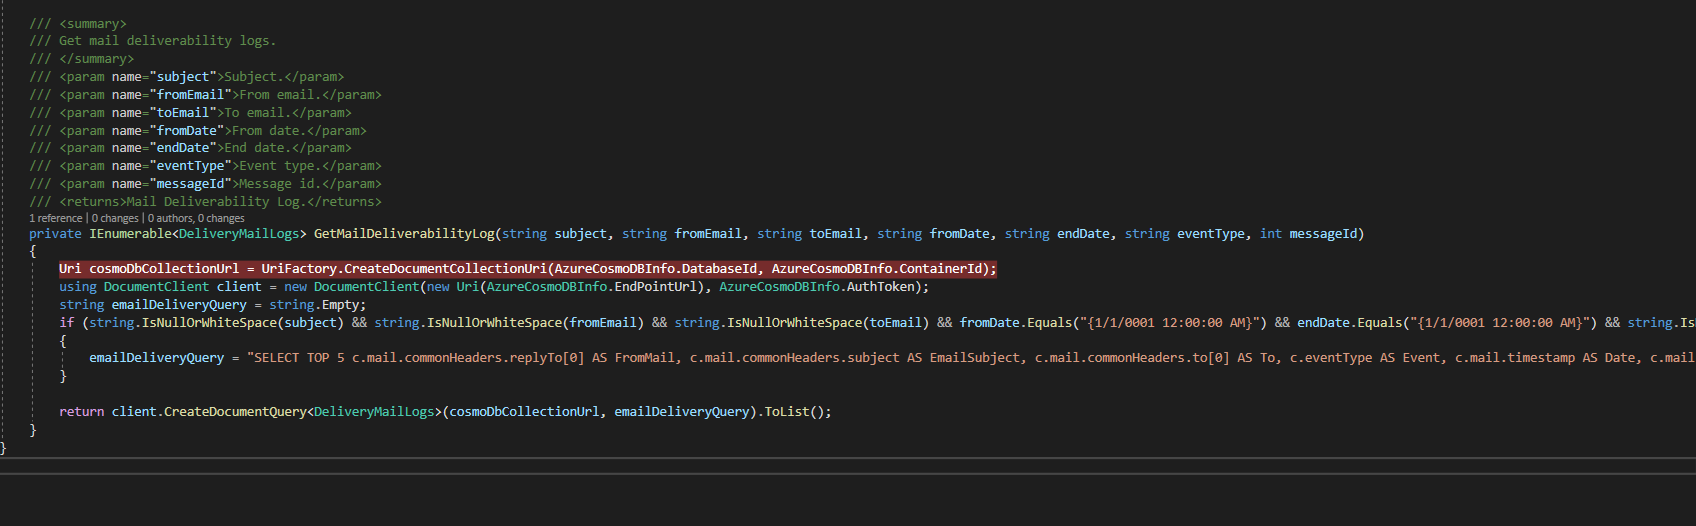 /// <summary>
/// Get mail deliverability logs.
/// </summary>
/// <param name="subject">Subject.</param>
/// <param name="fromEmail">From email.</param>
/// <param name="toEmail">To email.</param>
/// <param name="fromDate">From date.</param>
/// <param name="endDate">End date.</param>
/// <param name="eventType">Event type.</param>
/// <param name="messageId">Message id.</param>
/// <returns>Mail Deliverability Log.</returns>
1 reference | 0 changes | 0 authors, 0 changes
private IEnumerable<DeliveryMailLogs> GetMailDeliverabilityLog(string subject, string fromEmail, string toEmail, string fromDate, string endDate, string eventType, int messageId)
{
Uri cosmoDbCollectionUrl = UriFactory.CreateDocumentCollectionUri(AzureCosmoDBInfo.DatabaseId, AzureCosmoDBInfo.ContainerId);
using DocumentClient client = new DocumentClient(new Uri(AzureCosmoDBInfo.EndPointUrl), AzureCosmoDBInfo.AuthToken);
string emailDeliveryQuery = string.Empty;
if (string.IsNullOrWhiteSpace(subject) && string.IsNullOrWhiteSpace(fromEmail) && string.IsNullOrWhiteSpace(toEmail) && fromDate.Equals("{1/1/0001 12:00:00 AM}") && endDate.Equals("{1/1/0001 12:00:00 AM}") && string.IsN
{
emailDeliveryQuery = "SELECT TOP 5 c.mail.commonHeaders.replyTo[0] AS FromMail, c.mail.commonHeaders.subject AS EmailSubject, c.mail.commonHeaders.to[0] AS To, c.eventType AS Event, c.mail.timestamp AS Date, c.mail
}
return client.CreateDocumentQuery<DeliveryMailLogs>(cosmoDbCollectionUrl, emailDeliveryQuery).ToList();
}
}